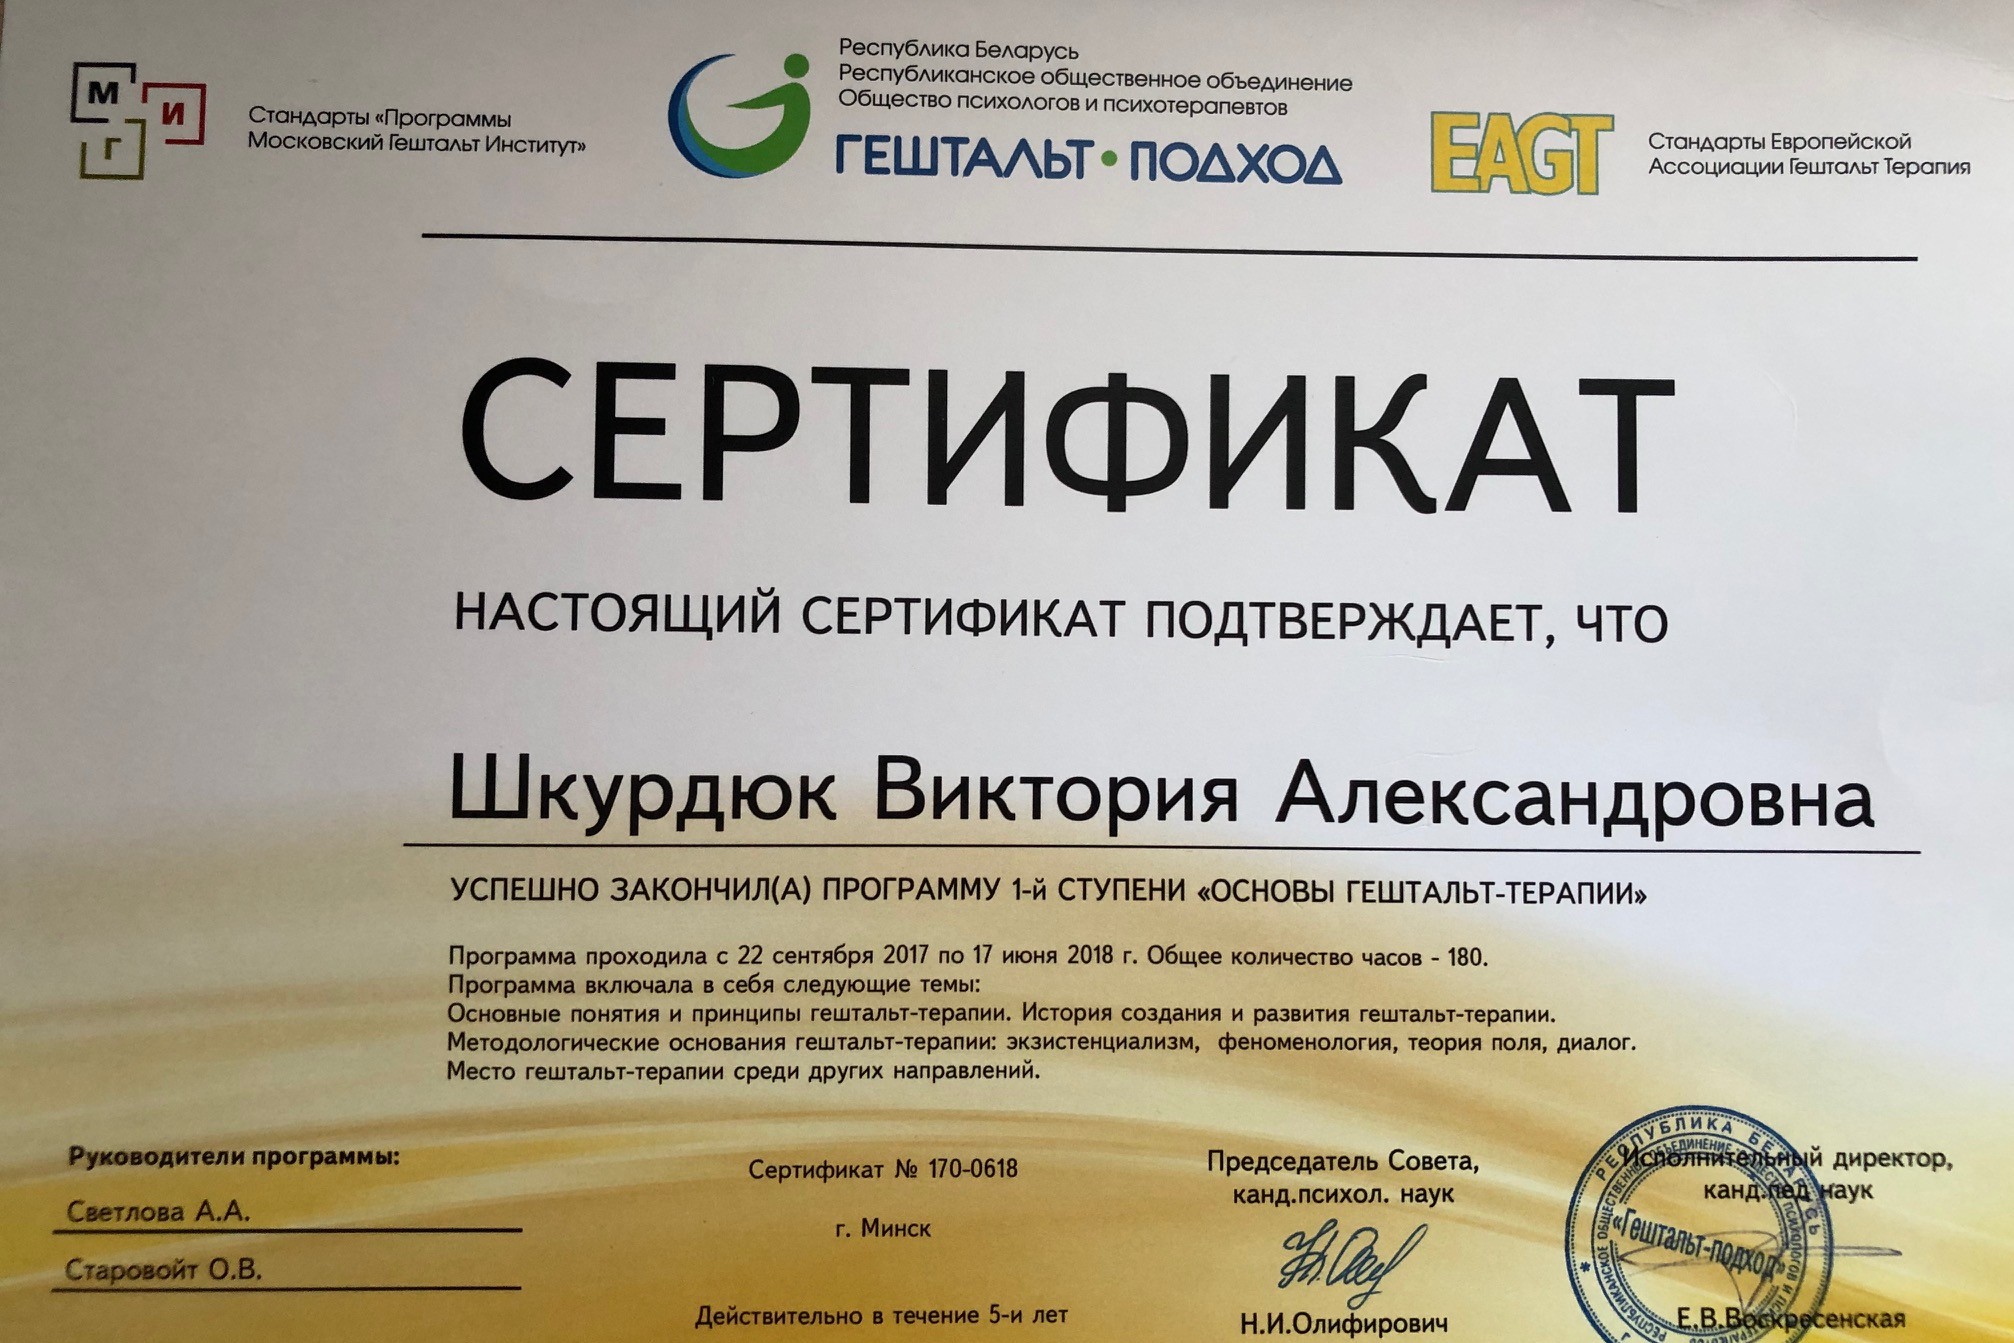 М
И
Г
Стандарты «Программы
Московский Гештальт Институт»
Республика Беларусь
Республиканское общественное объединение
Общество психологов и психотерапевтов
ГЕШТАЛЬТ•ПОДХОД
EAGT
Стандарты Европейской
Ассоциации Гештальт Терапия
СЕРТИФИКАТ
НАСТОЯЩИЙ СЕРТИФИКАТ ПОДТВЕРЖДАЕТ, ЧТО
Шкурдюк Виктория Александровна
УСПЕШНО ЗАКОНЧИЛ(А) ПРОГРАММУ 1-й СТУПЕНИ «ОСНОВЫ ГЕШТАЛЬТ-ТЕРАПИИ»
Программа проходила с 22 сентября 2017 по 17 июня 2018 г. Общее количество часов - 180.
Программа включала в себя следующие темы:
Основные понятия и принципы гештальт-терапии. История создания и развития гештальт-терапии.
Методологические основания гештальт-терапии: экзистенциализм, феноменология, теория поля, диалог.
Место гештальт-терапии среди других направлений.
Руководители программы:
Светлова А.А.
Старовойт О.В.
Сертификат № 170-0618
г. Минск
Действительно в течение 5-и лет
Председатель Совета,
канд.психол. наук
Н.И.Олифирович
Исполнительный директор,
канд.пед наук
Е.В.Воскресенская
РЕСПУБЛИКА БЕЛАРУСЬ
«Гештальт-подход»